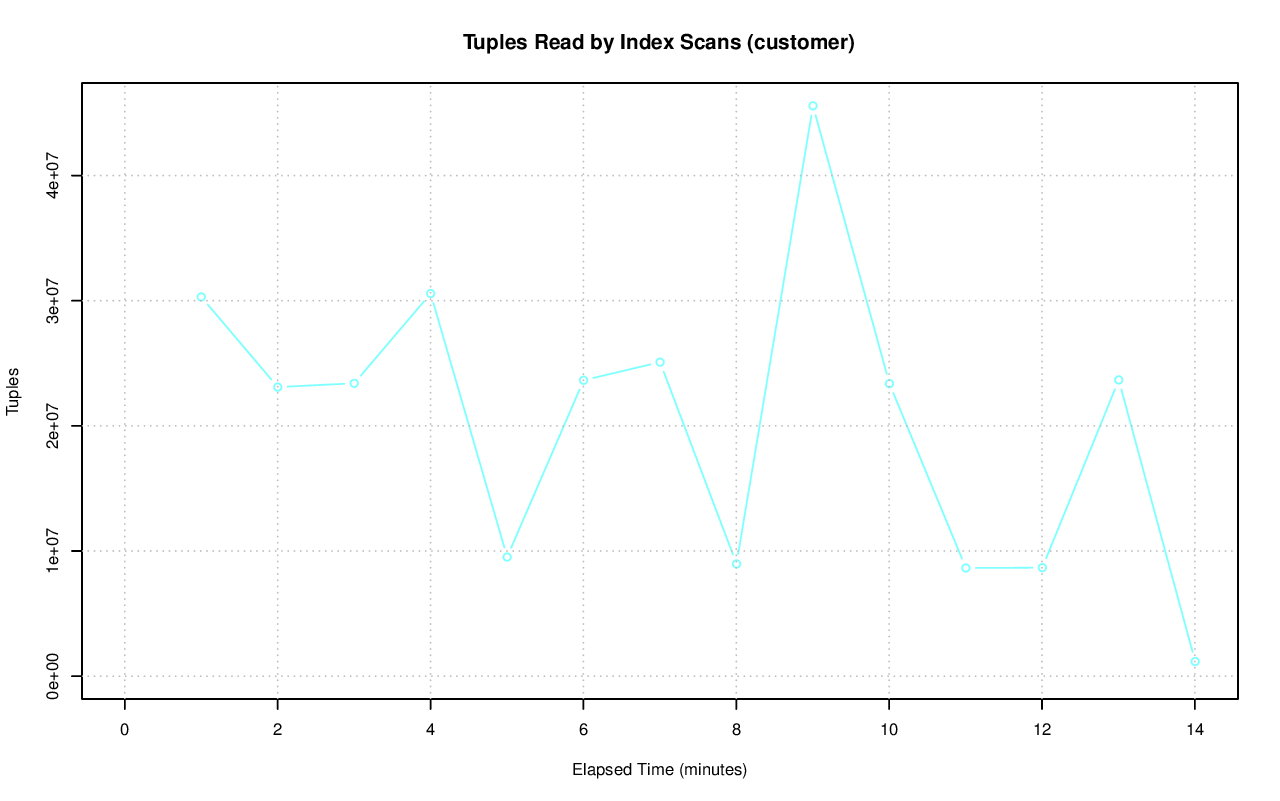 Tuples Read by Index Scans (customer)
Tuples
4e+07
3e+07
2e+07
1e+07
0e+00
0 2 4 6 8 10 12 14
Elapsed Time (minutes)